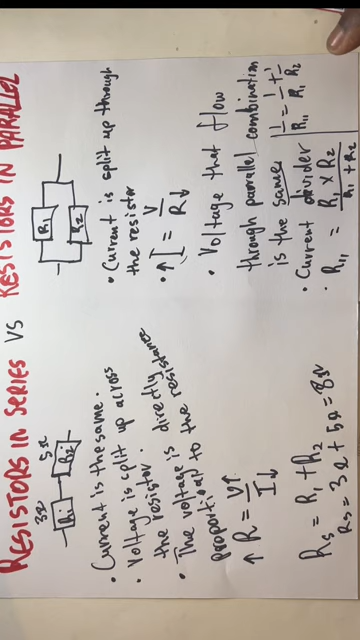 RESISTORS IN SERIES VS RESISTORS IN PARALLEL
3Ω 5Ω
R1 R2
• Current is the same.
• Voltage is split up across
the resistor.
• The voltage is directly
proportional to the resistance
↑ R = V↑ / I↓
Rs = R1 + R2
Rs = 3Ω + 5Ω = 8Ω
R1
R2
• Current is split up through
the resistor
• ↑ I = V / R↓
• Voltage that flow
through parallel combination
is the same
• Current divider
1/R11 = 1/R1 + 1/R2
• R111 = R1 x R2 / R1 + R2